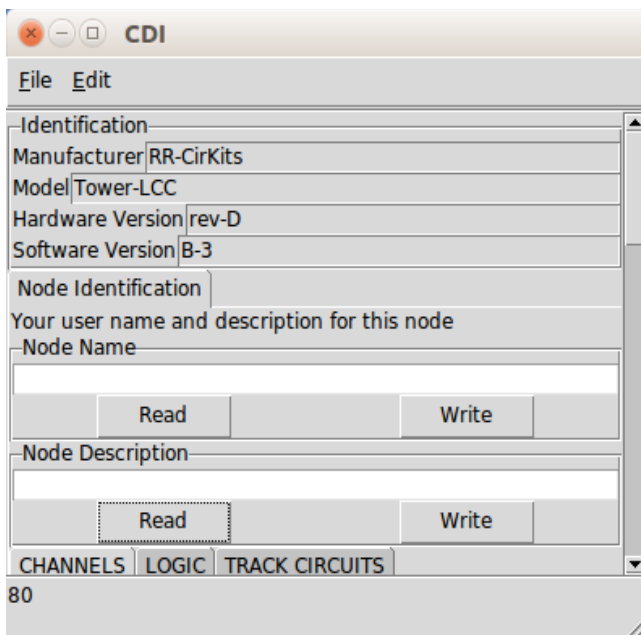 CDI
File Edit
Identification
Manufacturer RR-CirKits
Model Tower-LCC
Hardware Version rev-D
Software Version B-3
Node Identification
Your user name and description for this node
Node Name
Read Write
Node Description
Read Write
CHANNELS LOGIC TRACK CIRCUITS
80